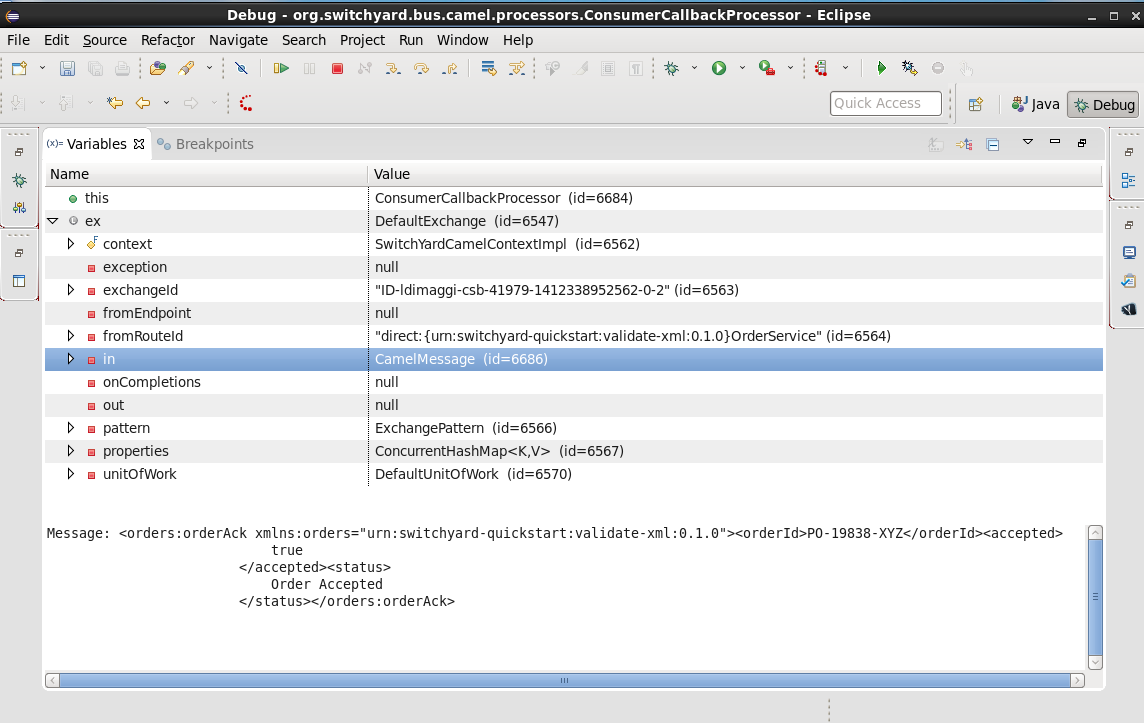 Debug - org.switchyard.bus.camel.processors.ConsumerCallbackProcessor - Eclipse
File Edit Source Refactor Navigate Search Project Run Window Help
Quick Access Java Debug
(x)= Variables Breakpoints
Name Value
this ConsumerCallbackProcessor (id=6684)
ex DefaultExchange (id=6547)
context SwitchYardCamelContextImpl (id=6562)
exception null
exchangeId "ID-ldimaggi-csb-41979-1412338952562-0-2" (id=6563)
fromEndpoint null
fromRouteId "direct:{urn:switchyard-quickstart:validate-xml:0.1.0}OrderService" (id=6564)
in CamelMessage (id=6686)
onCompletions null
out null
pattern ExchangePattern (id=6566)
properties ConcurrentHashMap<K,V> (id=6567)
unitOfWork DefaultUnitOfWork (id=6570)
Message: <orders:orderAck xmlns:orders="urn:switchyard-quickstart:validate-xml:0.1.0"><orderId>PO-19838-XYZ</orderId><accepted>
true
</accepted><status>
Order Accepted
</status></orders:orderAck>